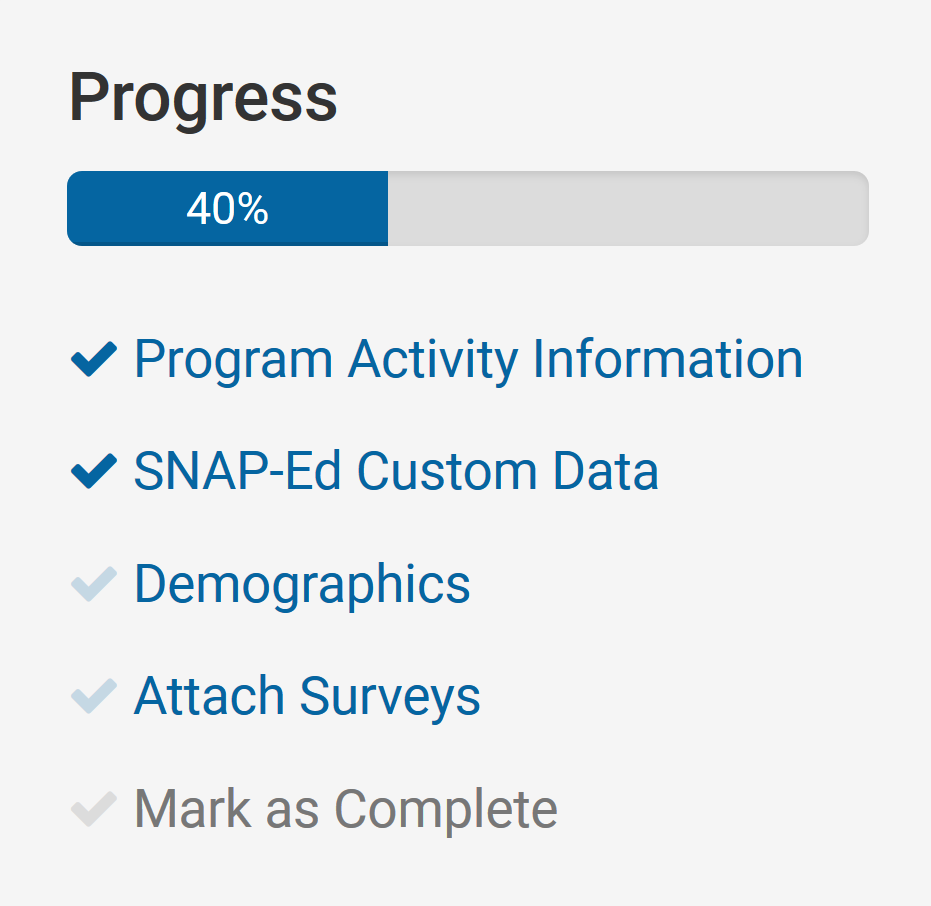 Progress
40%
Program Activity Information
SNAP-Ed Custom Data
Demographics
Attach Surveys
Mark as Complete